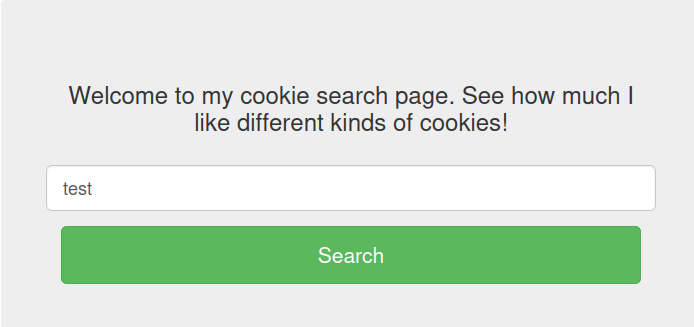 Welcome to my cookie search page. See how much I
like different kinds of cookies!
test
Search